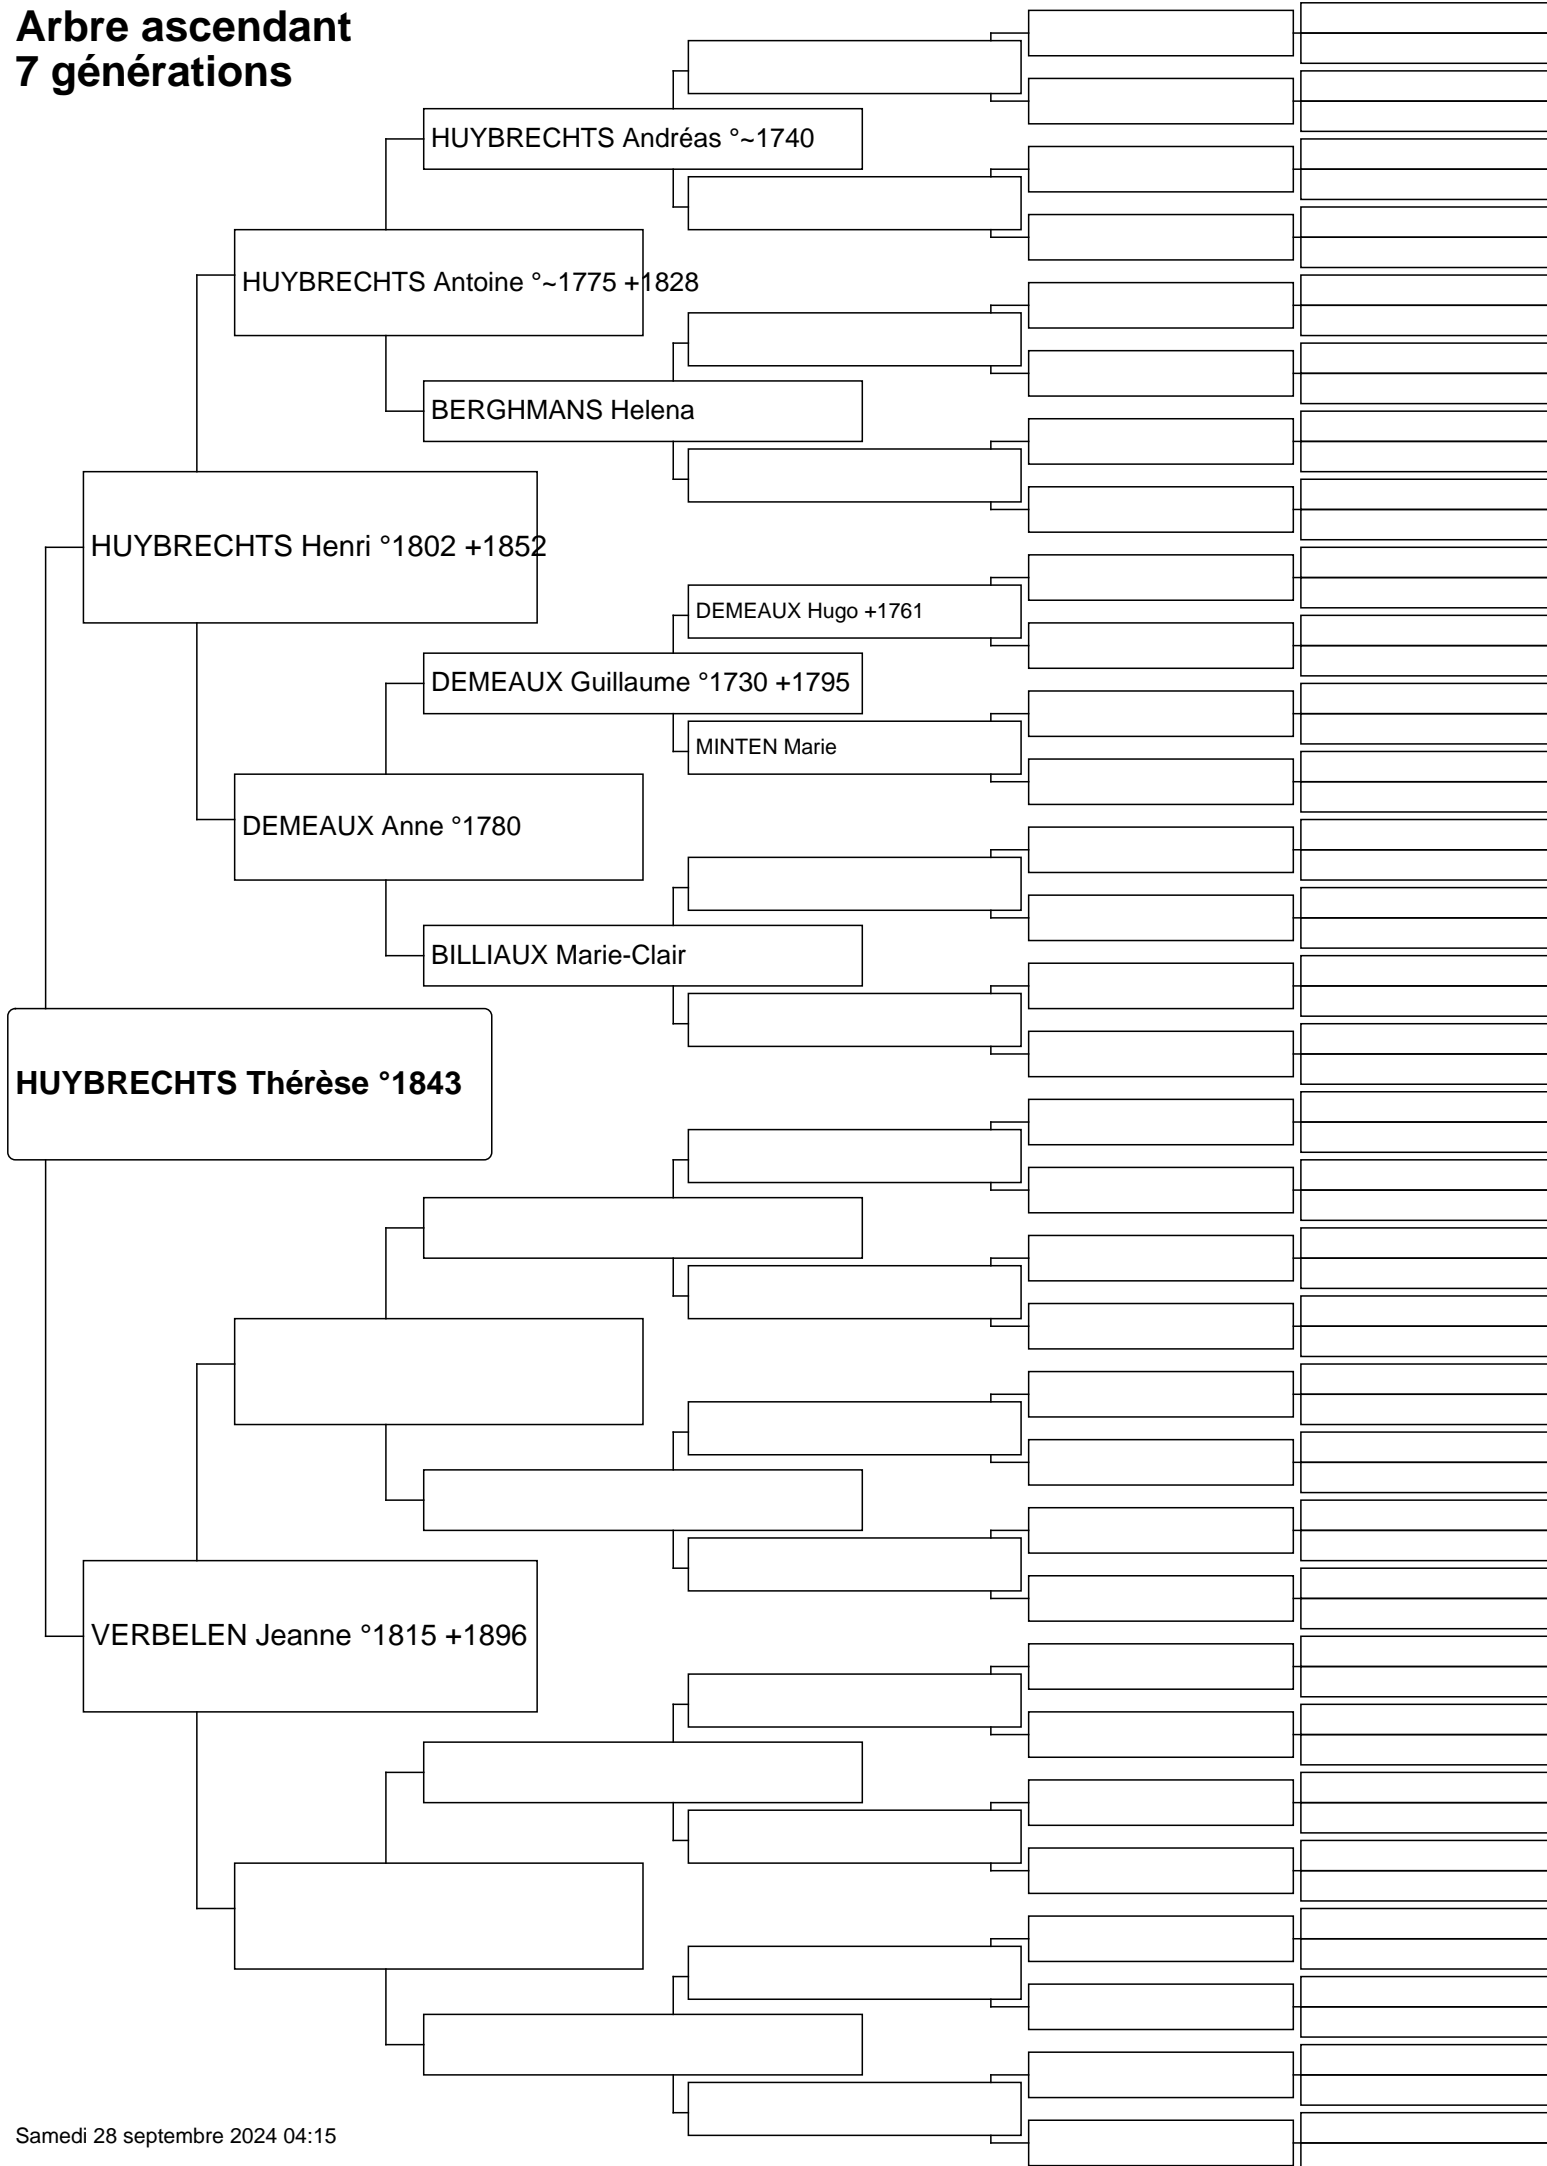 Arbre ascendant
7 générations
HUYBRECHTS Andréas °~1740
HUYBRECHTS Antoine °~1775 +1828
BERGHMANS Helena
HUYBRECHTS Henri °1802 +1852
DEMEAUX Hugo +1761
DEMEAUX Guillaume °1730 +1795
MINTEN Marie
DEMEAUX Anne °1780
BILLIAUX Marie-Clair
HUYBRECHTS Thérèse °1843
VERBELEN Jeanne °1815 +1896
Samedi 28 septembre 2024 04:15